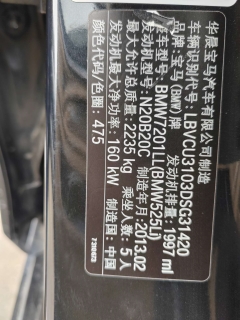 华晨宝马汽车有限公司制造
车辆识别代号：LBVCU3103DSG31420
品牌：宝马（BMW）牌
型号：BMW7201LL(BMW525Li)
发动机型号：N20B20C 发动机排量：1997 ml
最大允许总质量：2235 kg 制造年月：2013.02
发动机最大净功率：160 kW 乘坐人数：5人
颜色代码/色圈：475 制造国：中国